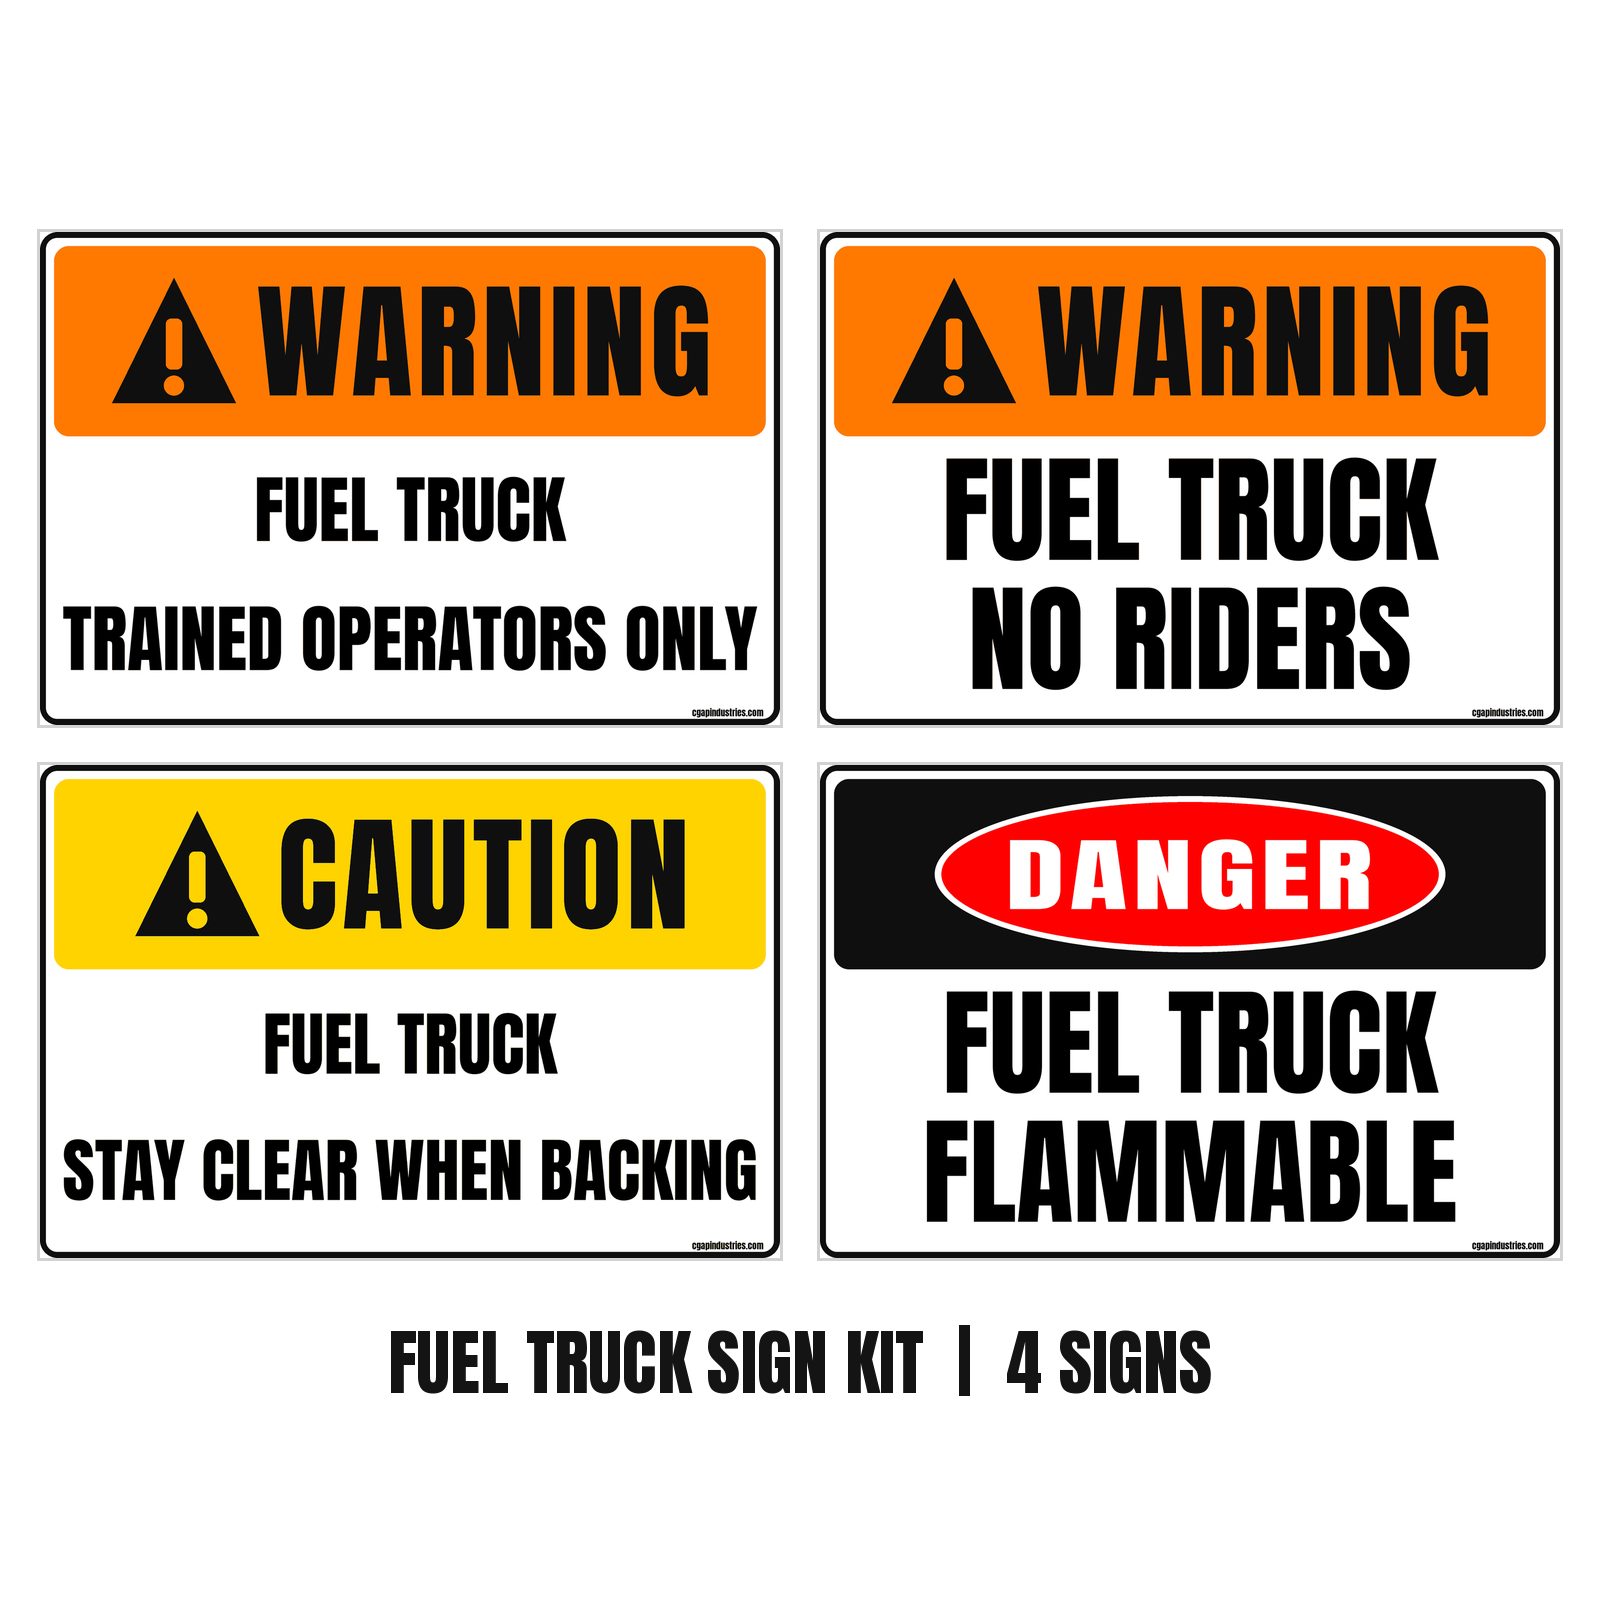 WARNING
FUEL TRUCK
TRAINED OPERATORS ONLY
cgapindustries.com
WARNING
FUEL TRUCK
NO RIDERS
cgapindustries.com
CAUTION
FUEL TRUCK
STAY CLEAR WHEN BACKING
cgapindustries.com
DANGER
FUEL TRUCK
FLAMMABLE
cgapindustries.com
FUEL TRUCK SIGN KIT | 4 SIGNS